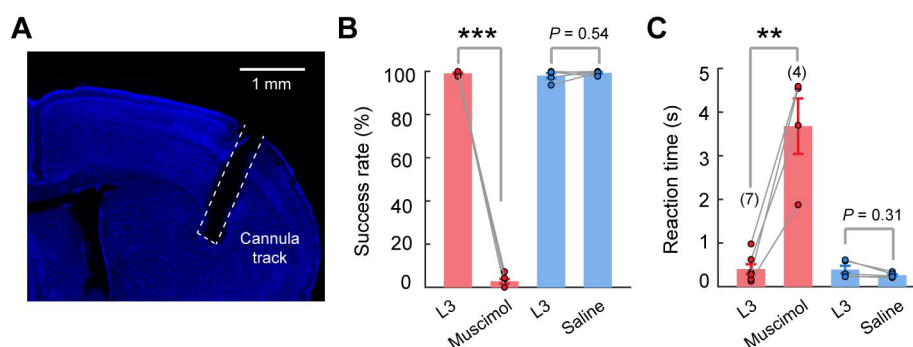 A
1 mm
Cannula
track
B
***
P = 0.54
Success rate (%)
100
80
60
40
20
0
L3
Muscimol
L3
Saline
C
**
(4)
(7)
P = 0.31
Reaction time (s)
5
4
3
2
1
0
L3
Muscimol
L3
Saline